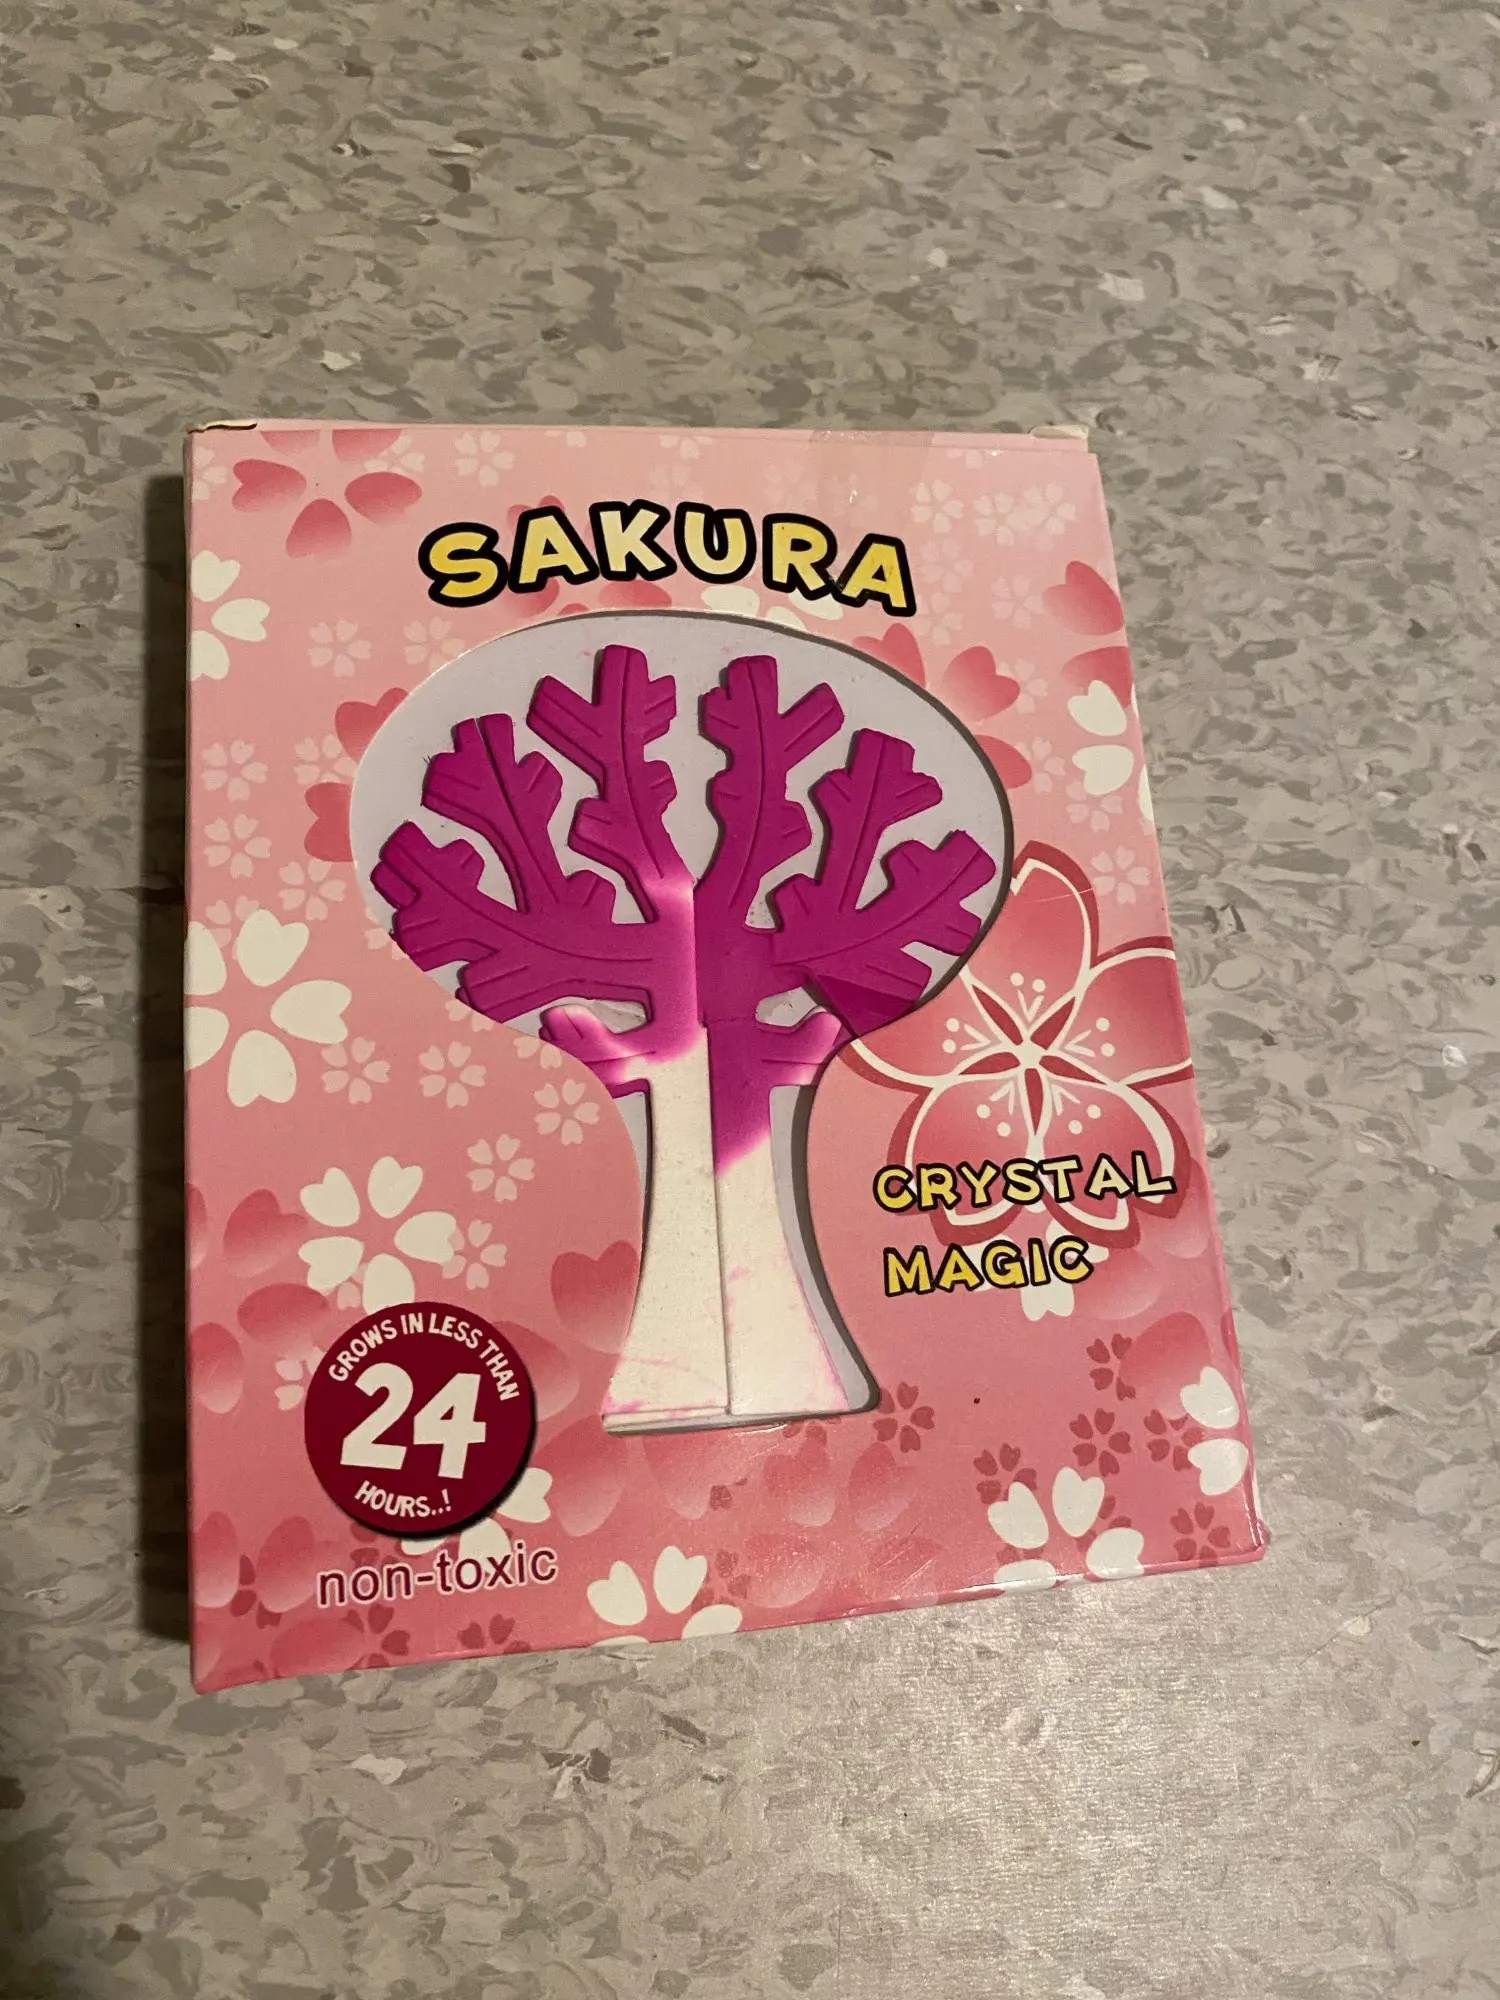 SAKURA
CRYSTAL
MAGIC
GROWS IN LESS THAN
24
HOURS..!
non-toxic